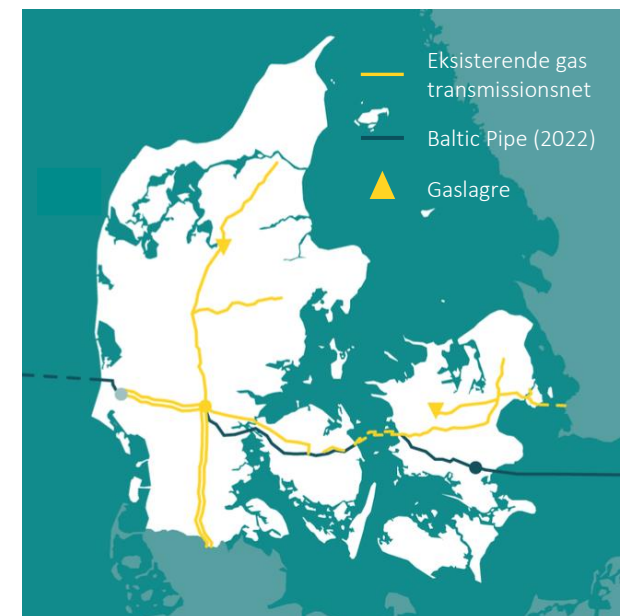 Eksisterende gas
transmissionsnet
Baltic Pipe (2022)
Gaslagre